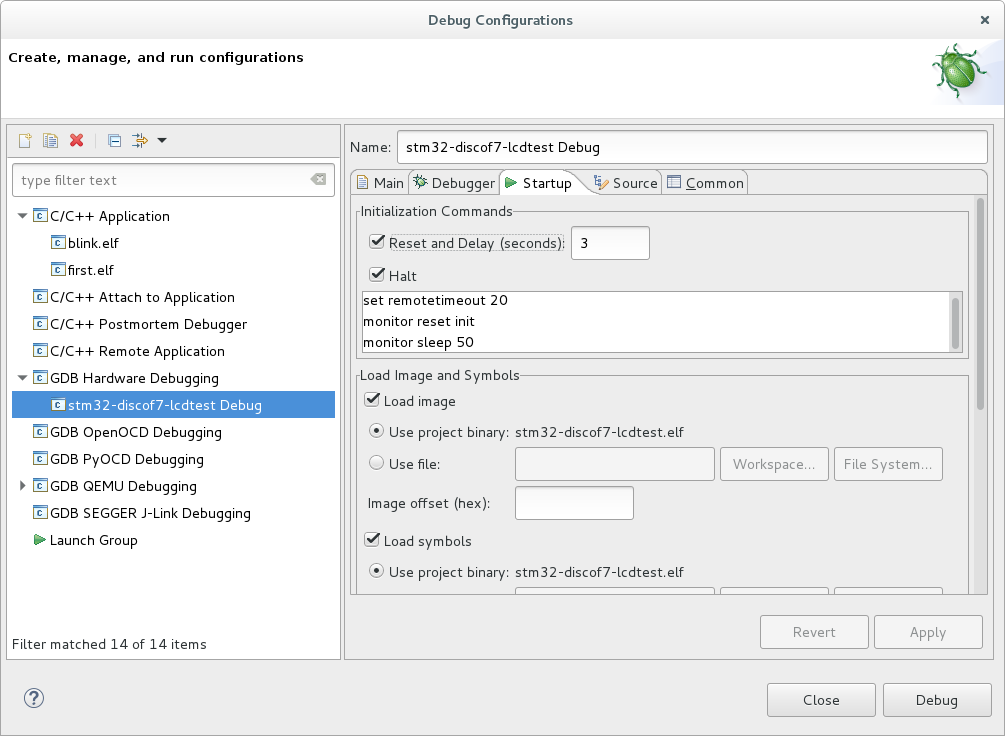 Debug Configurations
Create, manage, and run configurations
type filter text
C/C++ Application
blink.elf
first.elf
C/C++ Attach to Application
C/C++ Postmortem Debugger
C/C++ Remote Application
GDB Hardware Debugging
stm32-discof7-lcdtest Debug
GDB OpenOCD Debugging
GDB PyOCD Debugging
GDB QEMU Debugging
GDB SEGGER J-Link Debugging
Launch Group
Filter matched 14 of 14 items
Name: stm32-discof7-lcdtest Debug
Main Debugger Startup Source Common
Initialization Commands
Reset and Delay (seconds): 3
Halt
set remotetimeout 20
monitor reset init
monitor sleep 50
Load Image and Symbols
Load image
Use project binary: stm32-discof7-lcdtest.elf
Use file: Workspace... File System...
Image offset (hex):
Load symbols
Use project binary: stm32-discof7-lcdtest.elf
Revert Apply
? Close Debug